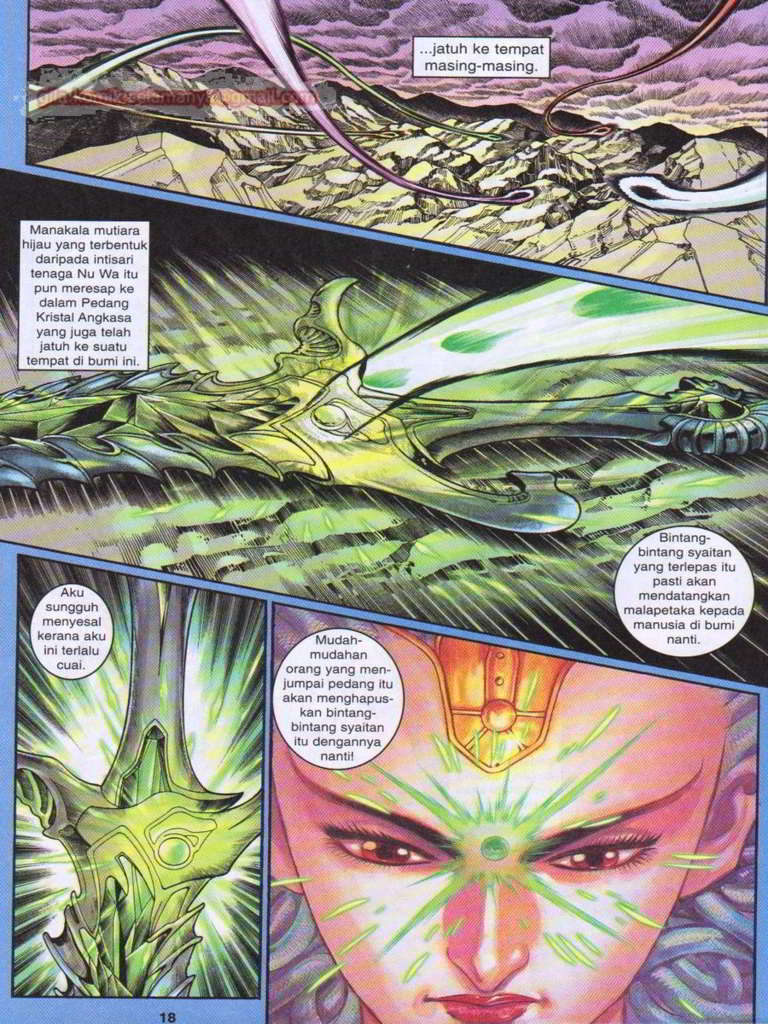 ...jatuh ke tempat
masing-masing.
Manakala mutiara
hijau yang terbentuk
daripada intisari
tenaga Nu Wa itu
pun meresap ke
dalam Pedang
Kristal Angkasa
yang juga telah
jatuh ke suatu
tempat di bumi ini.
Bintang-
bintang syaitan
yang terlepas itu
pasti akan
mendatangkan
malapetaka kepada
manusia di bumi
nanti.
Aku
sungguh
menyesal
kerana aku
ini terlalu
cuai.
Mudah-
mudahan
orang yang men-
jumpai pedang itu
akan menghapus-
kan bintang-
bintang syaitan
itu dengannya
nanti!
18